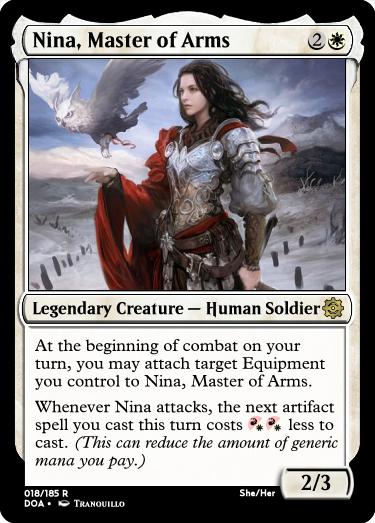 Nina, Master of Arms 2
Legendary Creature — Human Soldier
At the beginning of combat on your
turn, you may attach target Equipment
you control to Nina, Master of Arms.
Whenever Nina attacks, the next artifact
spell you cast this turn costs less to
cast. (This can reduce the amount of generic
mana you pay.)
2/3
018/185 R She/Her
DOA • Tranquillo